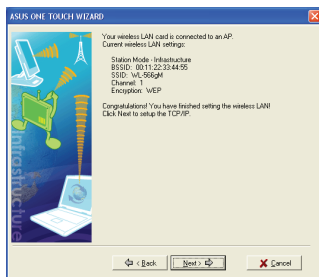 ASUS ONE TOUCH WIZARD
Your wireless LAN card is connected to an AP.
Current wireless LAN settings:
Station Mode - Infrastructure
BSSID: 00:11:22:33:44:55
SSID: WL-566gM
Channel: 1
Encryption: WEP
Congratulations! You have finished setting the wireless LAN!
Click Next to setup the TCP/IP.
Infrastructure
< Back
Next >
Cancel